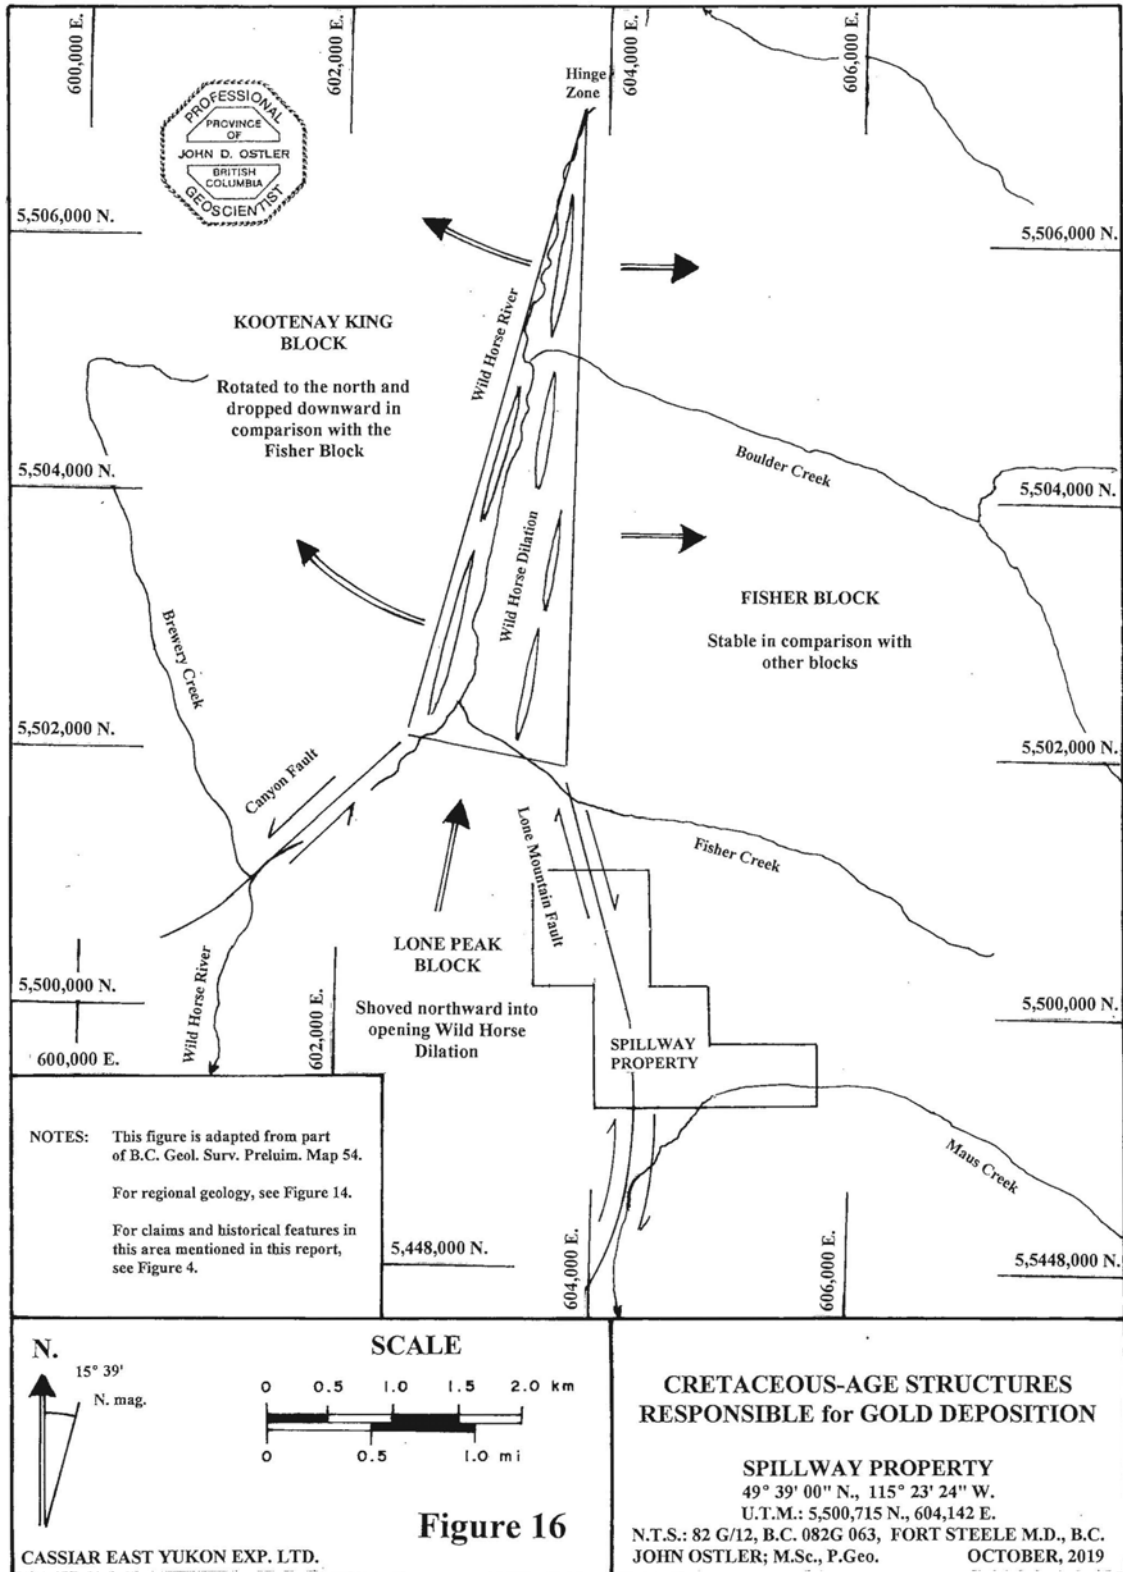 600,000 E.
602,000 E.
604,000 E.
606,000 E.
Hinge
Zone
PROFESSIONAL
PROVINCE
OF
JOHN D. OSTLER
BRITISH
COLUMBIA
GEOSCIENTIST
5,506,000 N.
5,506,000 N.
KOOTENAY KING
BLOCK
Rotated to the north and
dropped downward in
comparison with the
Fisher Block
Wild Horse River
Boulder Creek
5,504,000 N.
5,504,000 N.
Wild Horse Dilation
FISHER BLOCK
Stable in comparison with
other blocks
Brewery Creek
5,502,000 N.
5,502,000 N.
Canyon Fault
Lone Mountain Fault
Fisher Creek
LONE PEAK
BLOCK
Shoved northward into
opening Wild Horse
Dilation
Wild Horse River
5,500,000 N.
5,500,000 N.
600,000 E.
602,000 E.
SPILLWAY
PROPERTY
Maus Creek
NOTES: This figure is adapted from part
of B.C. Geol. Surv. Preluim. Map 54.
For regional geology, see Figure 14.
For claims and historical features in
this area mentioned in this report,
see Figure 4.
5,448,000 N.
604,000 E.
606,000 E.
5,5448,000 N.
N.
15° 39'
N. mag.
SCALE
0 0.5 1.0 1.5 2.0 km
0 0.5 1.0 mi
Figure 16
CASSIAR EAST YUKON EXP. LTD.
CRETACEOUS-AGE STRUCTURES
RESPONSIBLE for GOLD DEPOSITION
SPILLWAY PROPERTY
49° 39' 00" N., 115° 23' 24" W.
U.T.M.: 5,500,715 N., 604,142 E.
N.T.S.: 82 G/12, B.C. 082G 063, FORT STEELE M.D., B.C.
JOHN OSTLER; M.Sc., P.Geo. OCTOBER, 2019